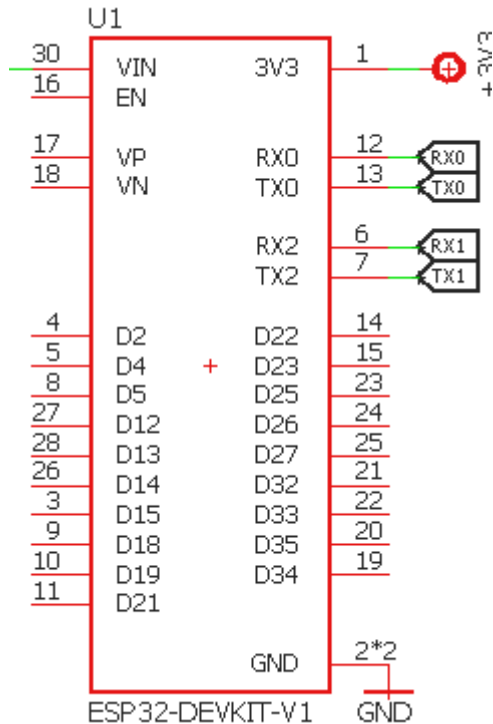 U1
30 VIN 3V3 1 +3V3
16 EN
17 VP RX0 12 RX0
18 VN TX0 13 TX0
RX2 6 RX1
TX2 7 TX1
4 D2 D22 14
5 D4 D23 15
8 D5 D25 23
27 D12 D26 24
28 D13 D27 25
26 D14 D32 21
3 D15 D33 22
9 D18 D35 20
10 D19 D34 19
11 D21
GND 2*2
ESP32-DEVKIT-V1 GND